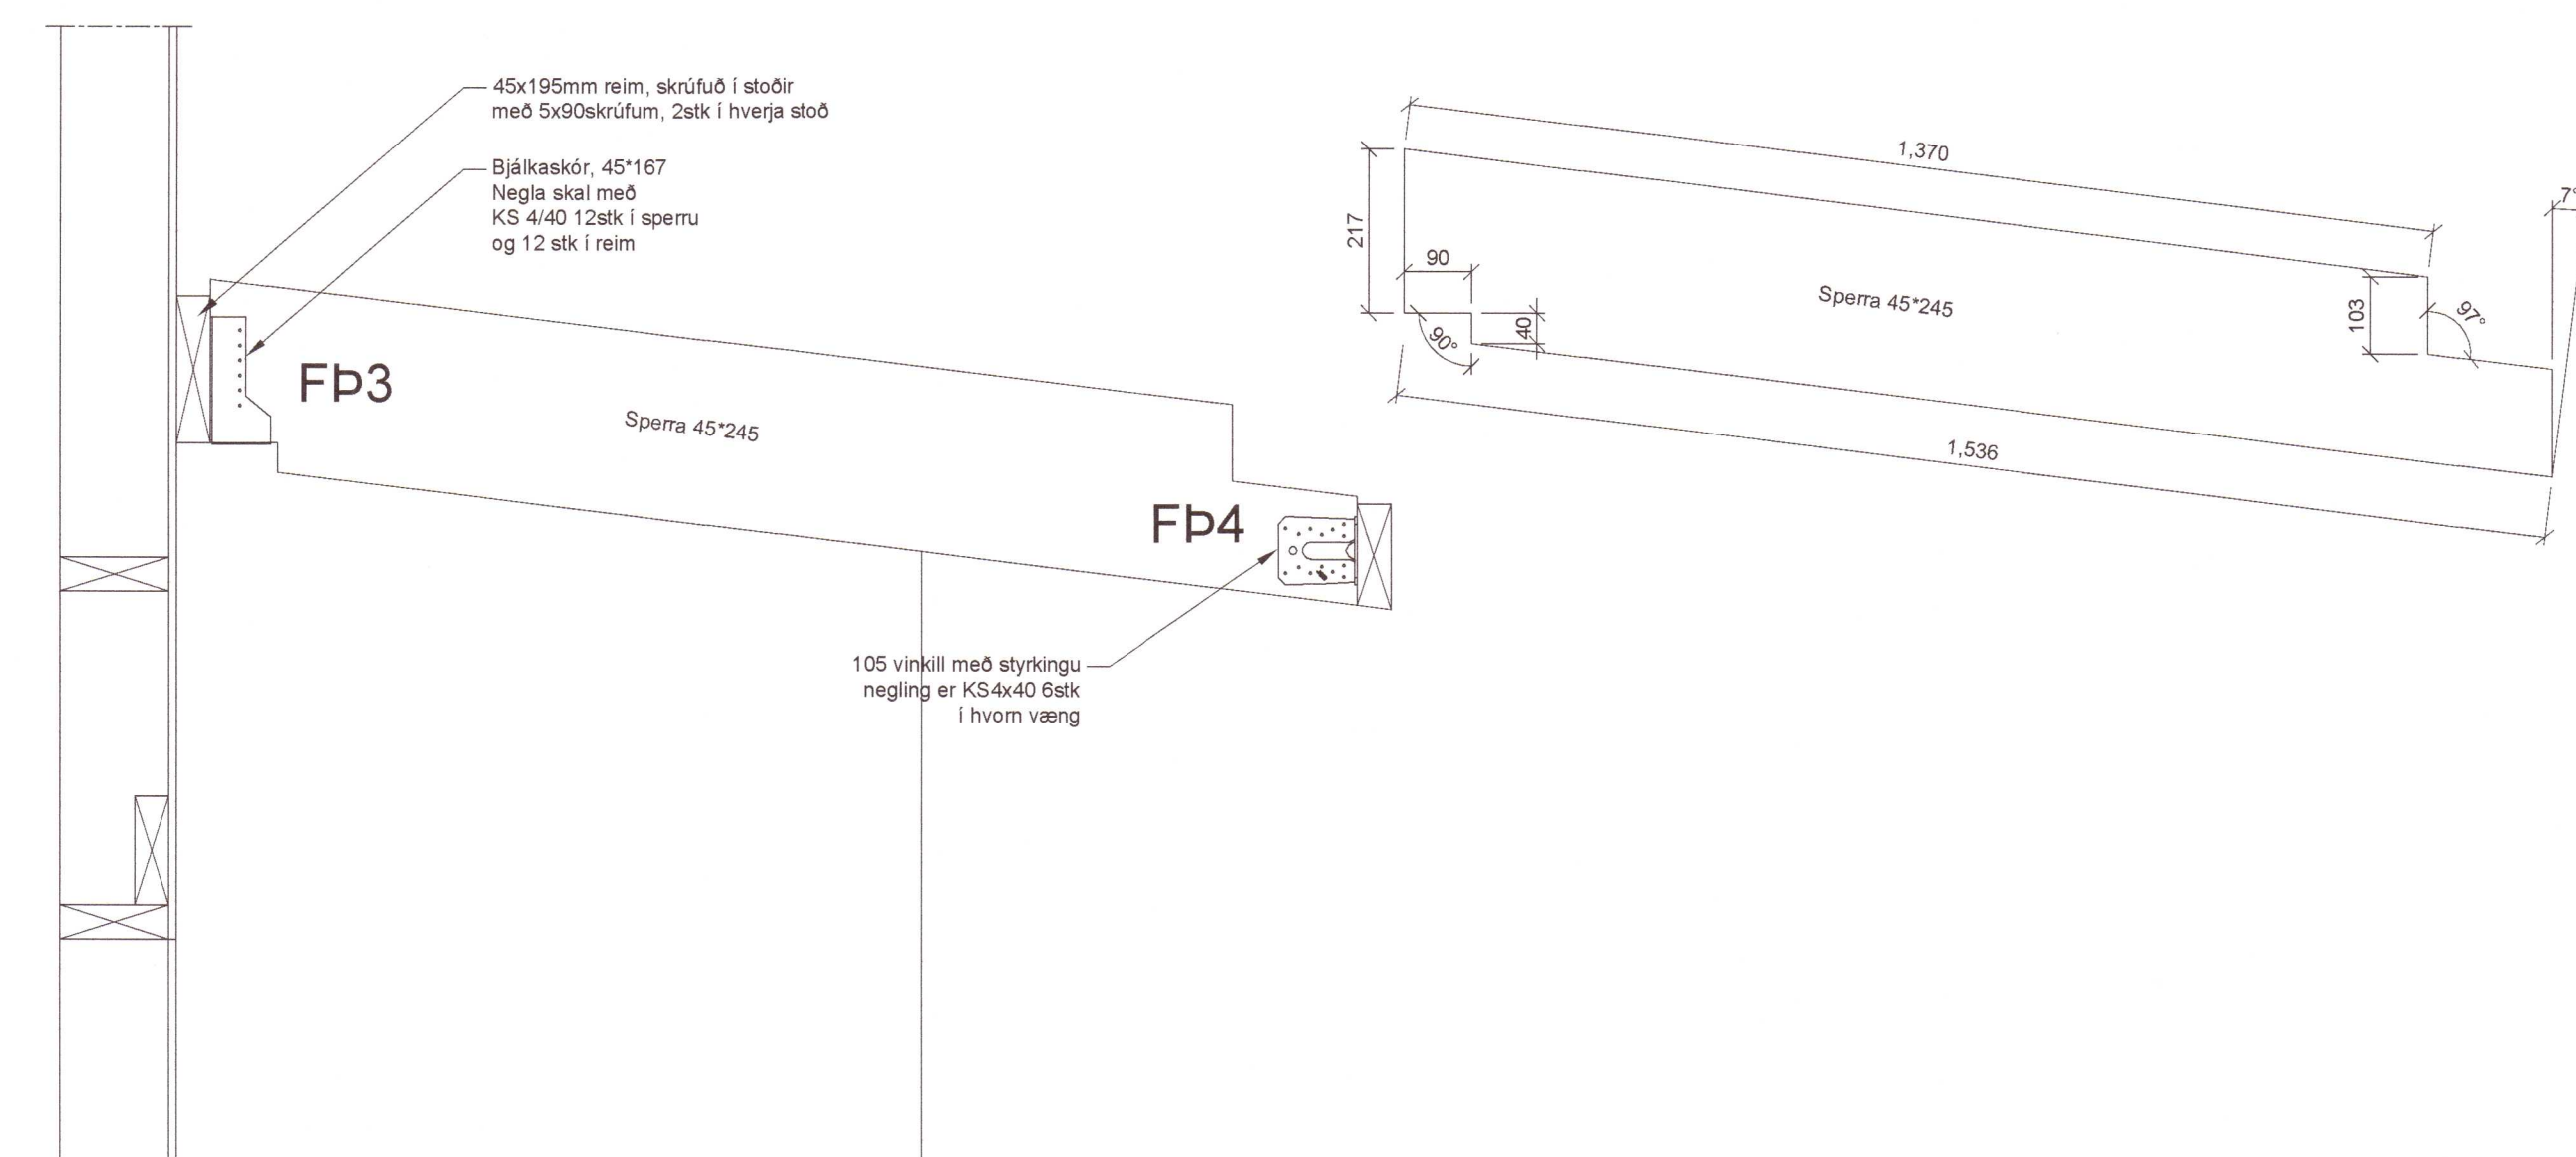 45x195mm reim, skrúfuð í stoðir
með 5x90skrúfum, 2stk í hverja stoð
Bjálkaskór, 45*167
Negla skal með
KS 4/40 12stk í sperru
og 12 stk í reim
FÞ3
Sperra 45*245
FÞ4
105 vinkill með styrkingu
negling er KS4x40 6stk
í hvorn væng
1,370
7°
217
90
Sperra 45*245
103
97°
40
90°
1,536